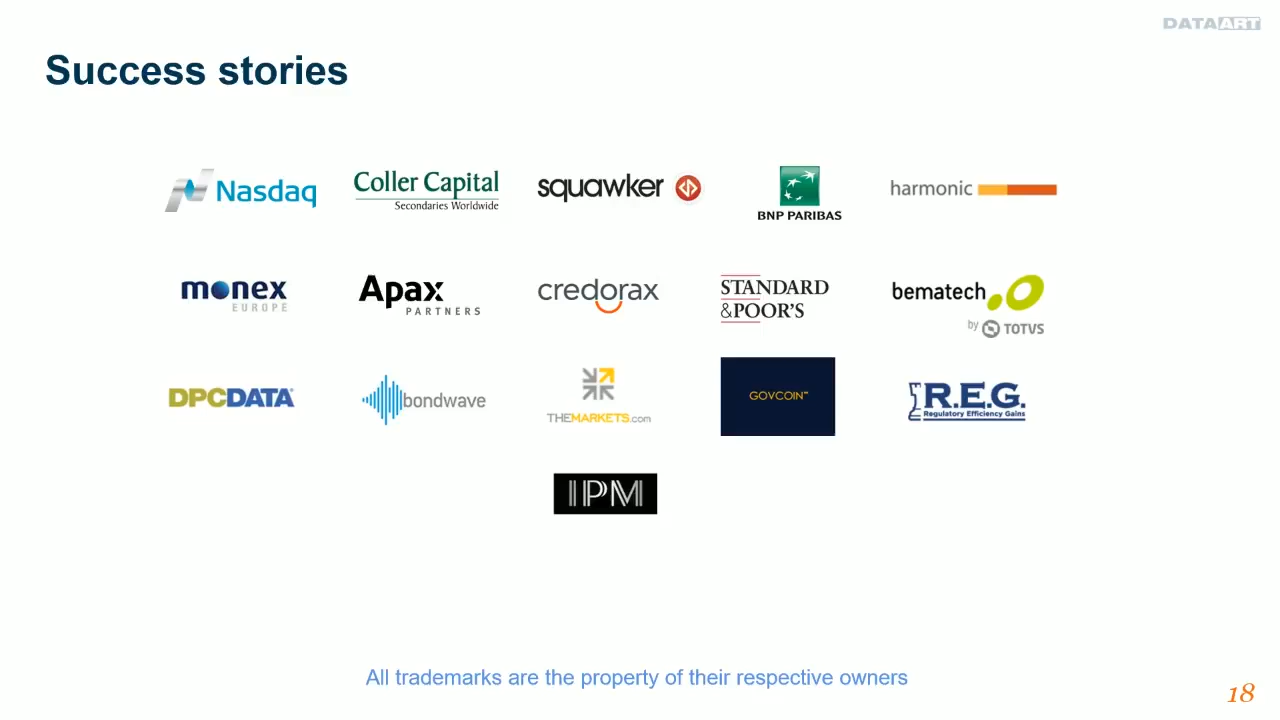 DATAART
Success stories
Nasdaq
Coller Capital
Secondaries Worldwide
squawker
BNP PARIBAS
harmonic
monex
EUROPE
Apax
PARTNERS
credorax
STANDARD
&POOR'S
bematech
by TOTVS
DPCDATA®
bondwave
THEMARKETS.com
GOVCOIN™
R.E.G.
Regulatory Efficiency Gains
IPM
All trademarks are the property of their respective owners
18